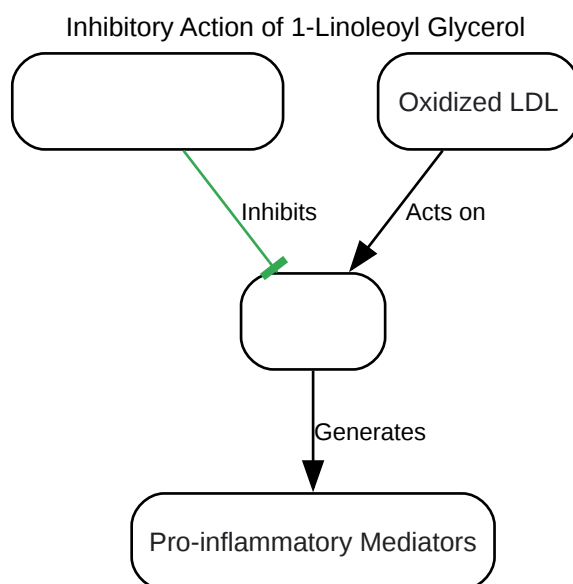 Inhibitory Action of 1-Linoleoyl Glycerol
Oxidized LDL
Inhibits
Acts on
Generates
Pro-inflammatory Mediators